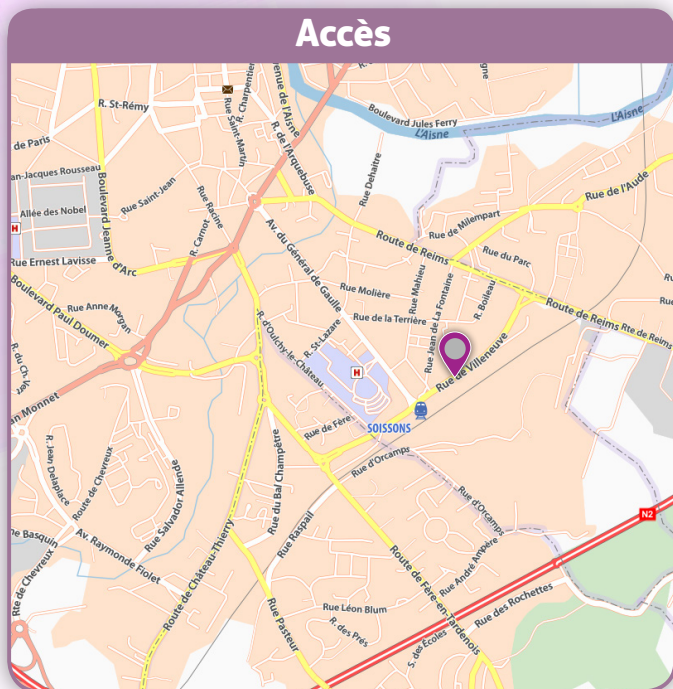 Accès
R. St-Rémy
R. Charpentier
Rue Saint-Martin
enue de l'Aisne
R. de l'Arquebuse
Boulevard Jules Ferry
L'Aisne
L'Aisne
gne
de Paris
an-Jacques Rousseau
Allée des Nobel
H
Boulevard Jeanne d'Arc
Rue Saint-Jean
Rue Racine
R. Carnot
Rue Ernest Lavisse
Rue Dehaitre
Rue de l'Aude
Rue de Milempart
Route de Reims
Rue du Parc
Av. du Général de Gaulle
Rue Molière
Rue Mahieu
Rue Jean de La Fontaine
R. Boileau
Route de Reims
Rte de Reims
Boulevard Paul Doumer
Rue Anne Morgan
R. d'Oulchy-le-Château
R. St-Lazare
Rue de la Terrière
H
Rue de Villeneuve
R. du Ch.-Vert
an Monnet
SOISSONS
Rue de Fère
Rue d'Orcamps
Rue d'Orcamps
R. Jean Delaplace
Route de Chevreux
Rue Salvador Allende
Rue du Bal Champêtre
Rue Raspail
N2
ne Basquin
Rte de Chevreux
Av. Raymonde Fiolet
Route de Château-Thierry
Route de Fère-en-Tardenois
Rue André Ampère
Rue des Rochettes
Rue Pasteur
Rue Léon Blum
R. des Prés
S. des Écoles